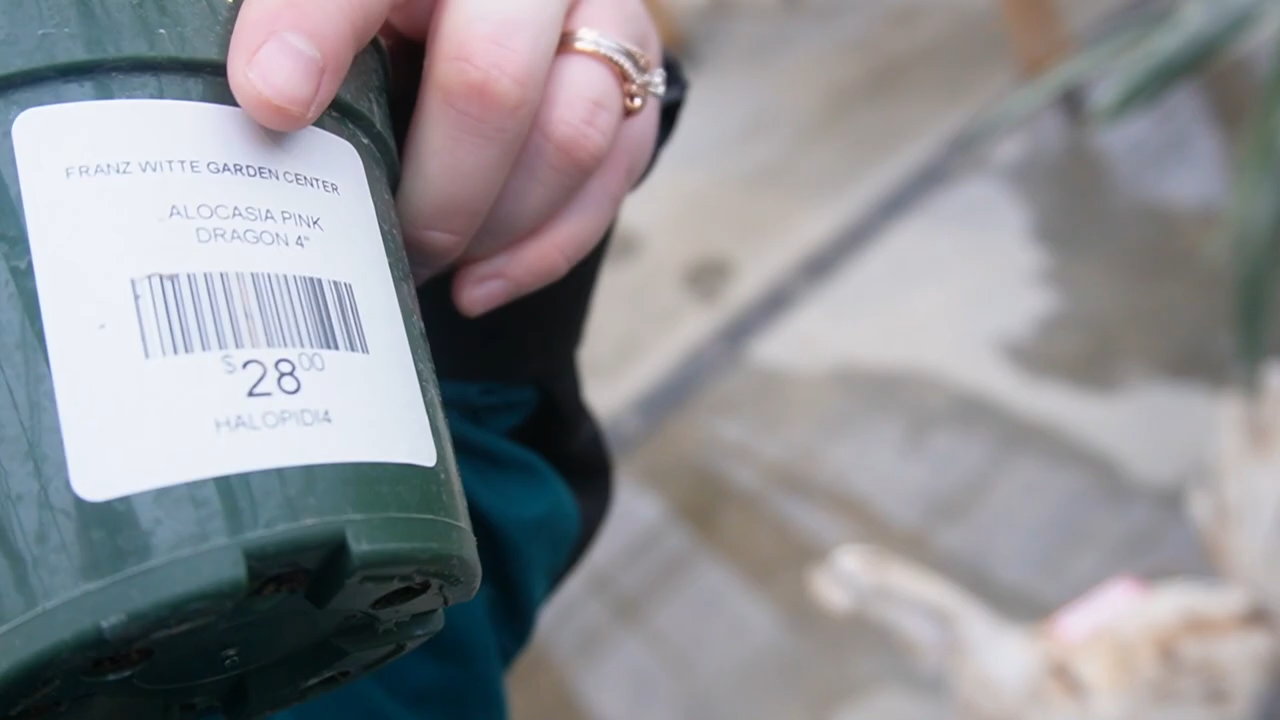 FRANZ WITTE GARDEN CENTER
ALOCASIA PINK
DRAGON 4"
$28.00
HALOPIDI4